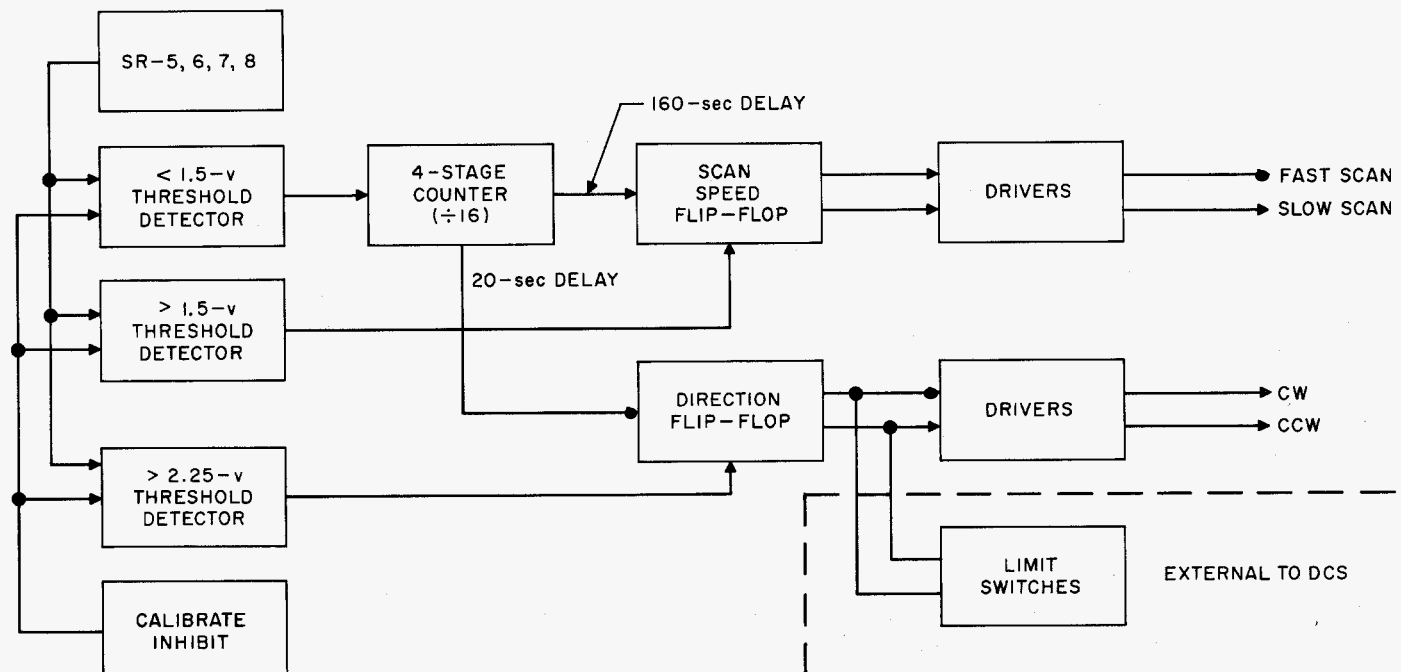 SR-5, 6, 7, 8
160-sec DELAY
< 1.5-v
THRESHOLD
DETECTOR
4-STAGE
COUNTER
(÷16)
SCAN
SPEED
FLIP-FLOP
DRIVERS
FAST SCAN
SLOW SCAN
20-sec DELAY
> 1.5-v
THRESHOLD
DETECTOR
DIRECTION
FLIP-FLOP
DRIVERS
CW
CCW
> 2.25-v
THRESHOLD
DETECTOR
LIMIT
SWITCHES
EXTERNAL TO DCS
CALIBRATE
INHIBIT